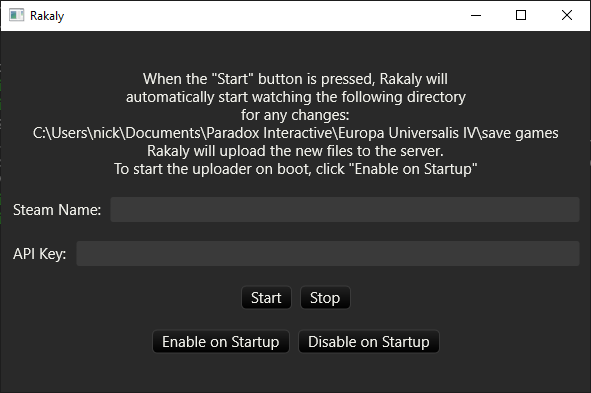 Rakaly
When the "Start" button is pressed, Rakaly will
automatically start watching the following directory
for any changes:
C:\Users\nick\Documents\Paradox Interactive\Europa Universalis IV\save games
Rakaly will upload the new files to the server.
To start the uploader on boot, click "Enable on Startup"
Steam Name:
API Key:
Start Stop
Enable on Startup Disable on Startup